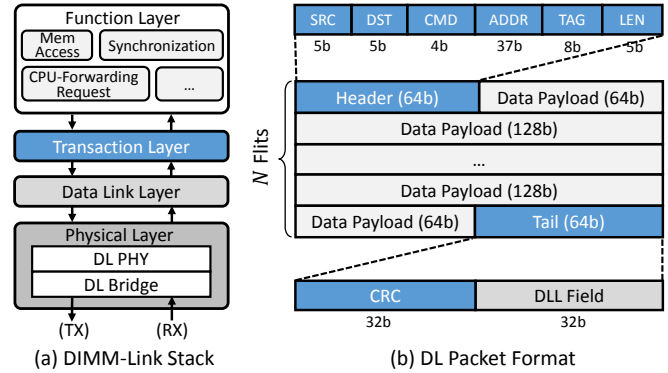 Function Layer
Mem
Access
Synchronization
CPU-Forwarding
Request
...
Transaction Layer
Data Link Layer
Physical Layer
DL PHY
DL Bridge
(TX) (RX)
(a) DIMM-Link Stack
SRC DST CMD ADDR TAG LEN
5b 5b 4b 37b 8b 5b
N Flits
Header (64b) Data Payload (64b)
Data Payload (128b)
...
Data Payload (128b)
Data Payload (64b) Tail (64b)
CRC DLL Field
32b 32b
(b) DL Packet Format